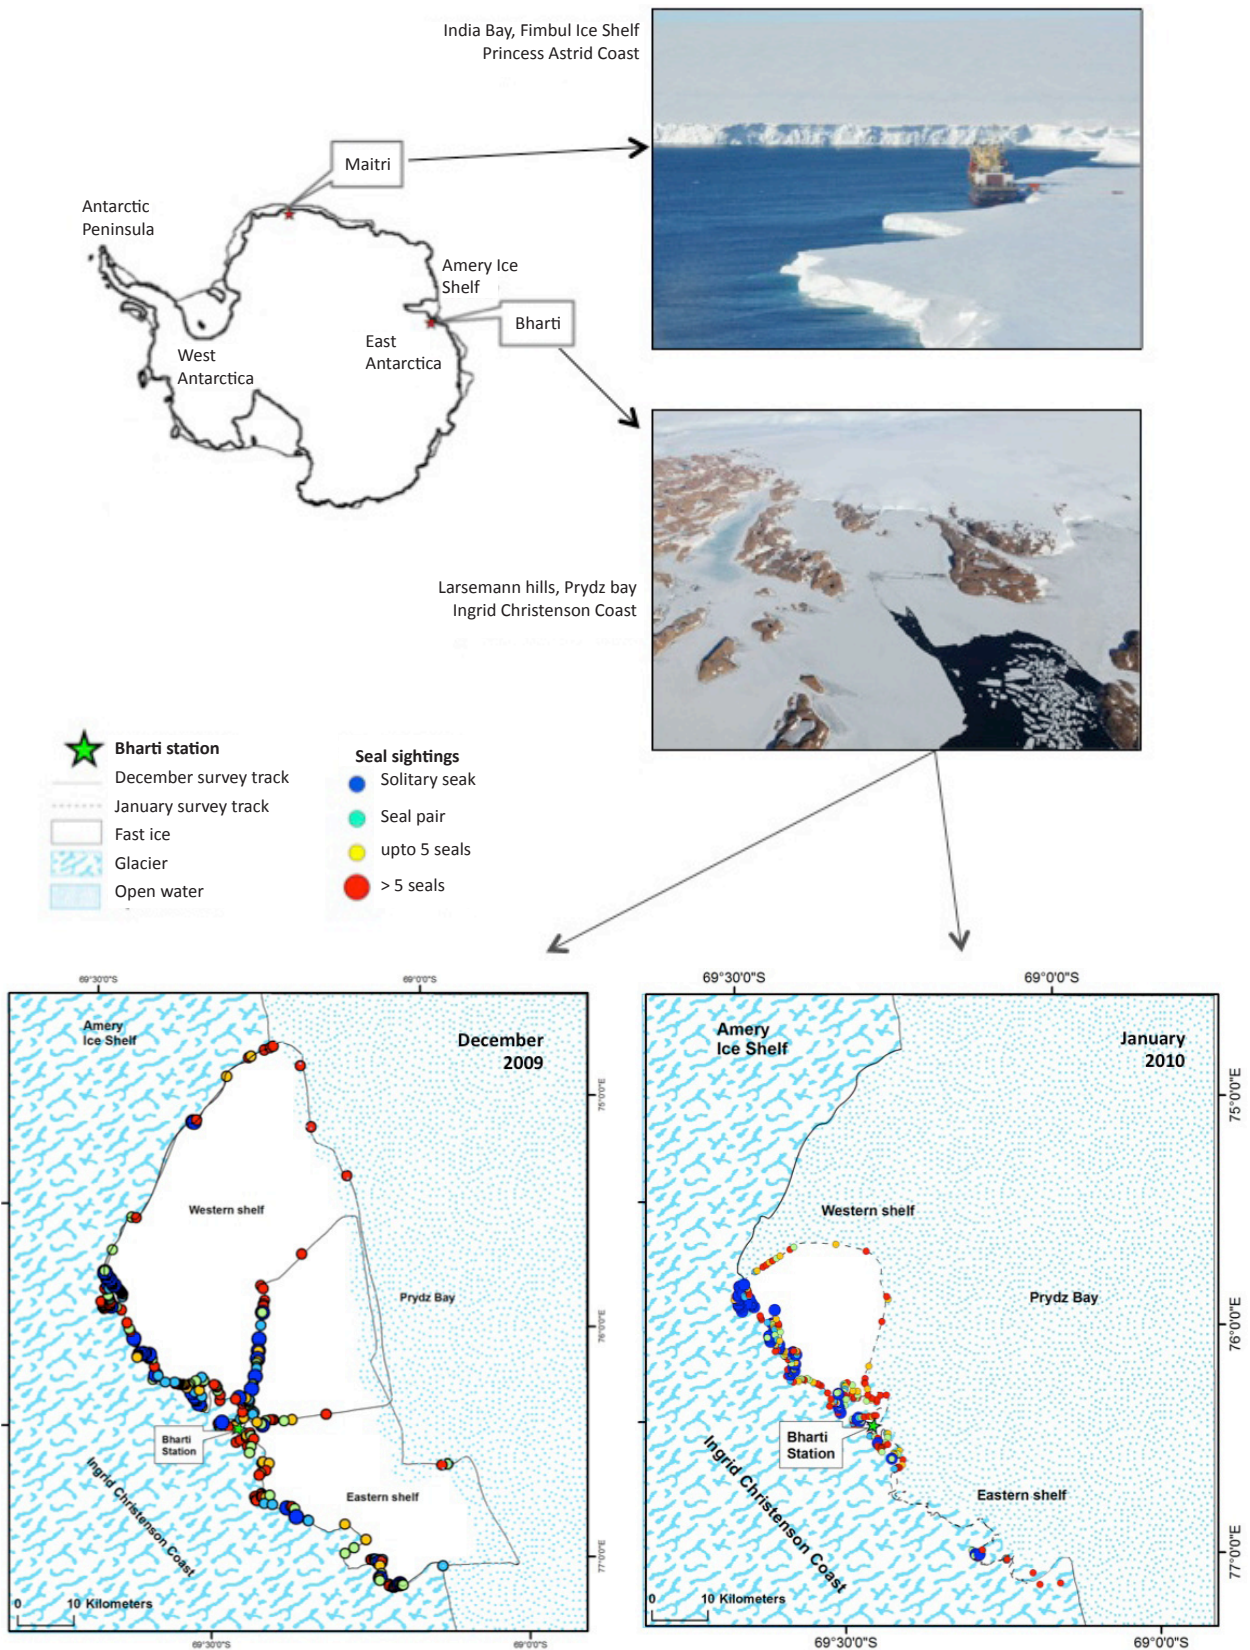 India Bay, Fimbul Ice Shelf
Princess Astrid Coast
Maitri
Antarctic
Peninsula
Amery Ice
Shelf
Bharti
East
Antarctica
West
Antarctica
Larsemann hills, Prydz bay
Ingrid Christenson Coast
Bharti station
December survey track
January survey track
Fast ice
Glacier
Open water
Seal sightings
Solitary seak
Seal pair
upto 5 seals
> 5 seals
69°30'0"S
69°0'0"S
Amery
Ice Shelf
December
2009
75°0'0"E
Western shelf
Prydz Bay
76°0'0"E
Bharti
Station
Ingrid Christenson Coast
Eastern shelf
77°0'0"E
0
10 Kilometers
69°30'0"S
69°0'0"S
69°30'0"S
69°0'0"S
Amery
Ice Shelf
January
2010
75°0'0"E
Western shelf
Prydz Bay
76°0'0"E
Bharti
Station
Ingrid Christenson Coast
Eastern shelf
77°0'0"E
0
10 Kilometers
69°30'0"S
69°0'0"S